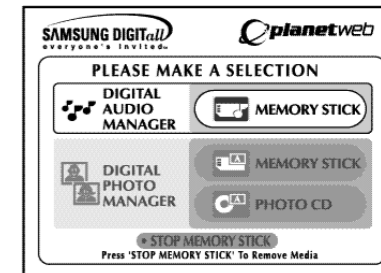 SAMSUNG DIGITall planetweb
everyone's invited™
PLEASE MAKE A SELECTION
DIGITAL
AUDIO
MANAGER
MEMORY STICK
DIGITAL
PHOTO
MANAGER
MEMORY STICK
PHOTO CD
• STOP MEMORY STICK
Press 'STOP MEMORY STICK' To Remove Media